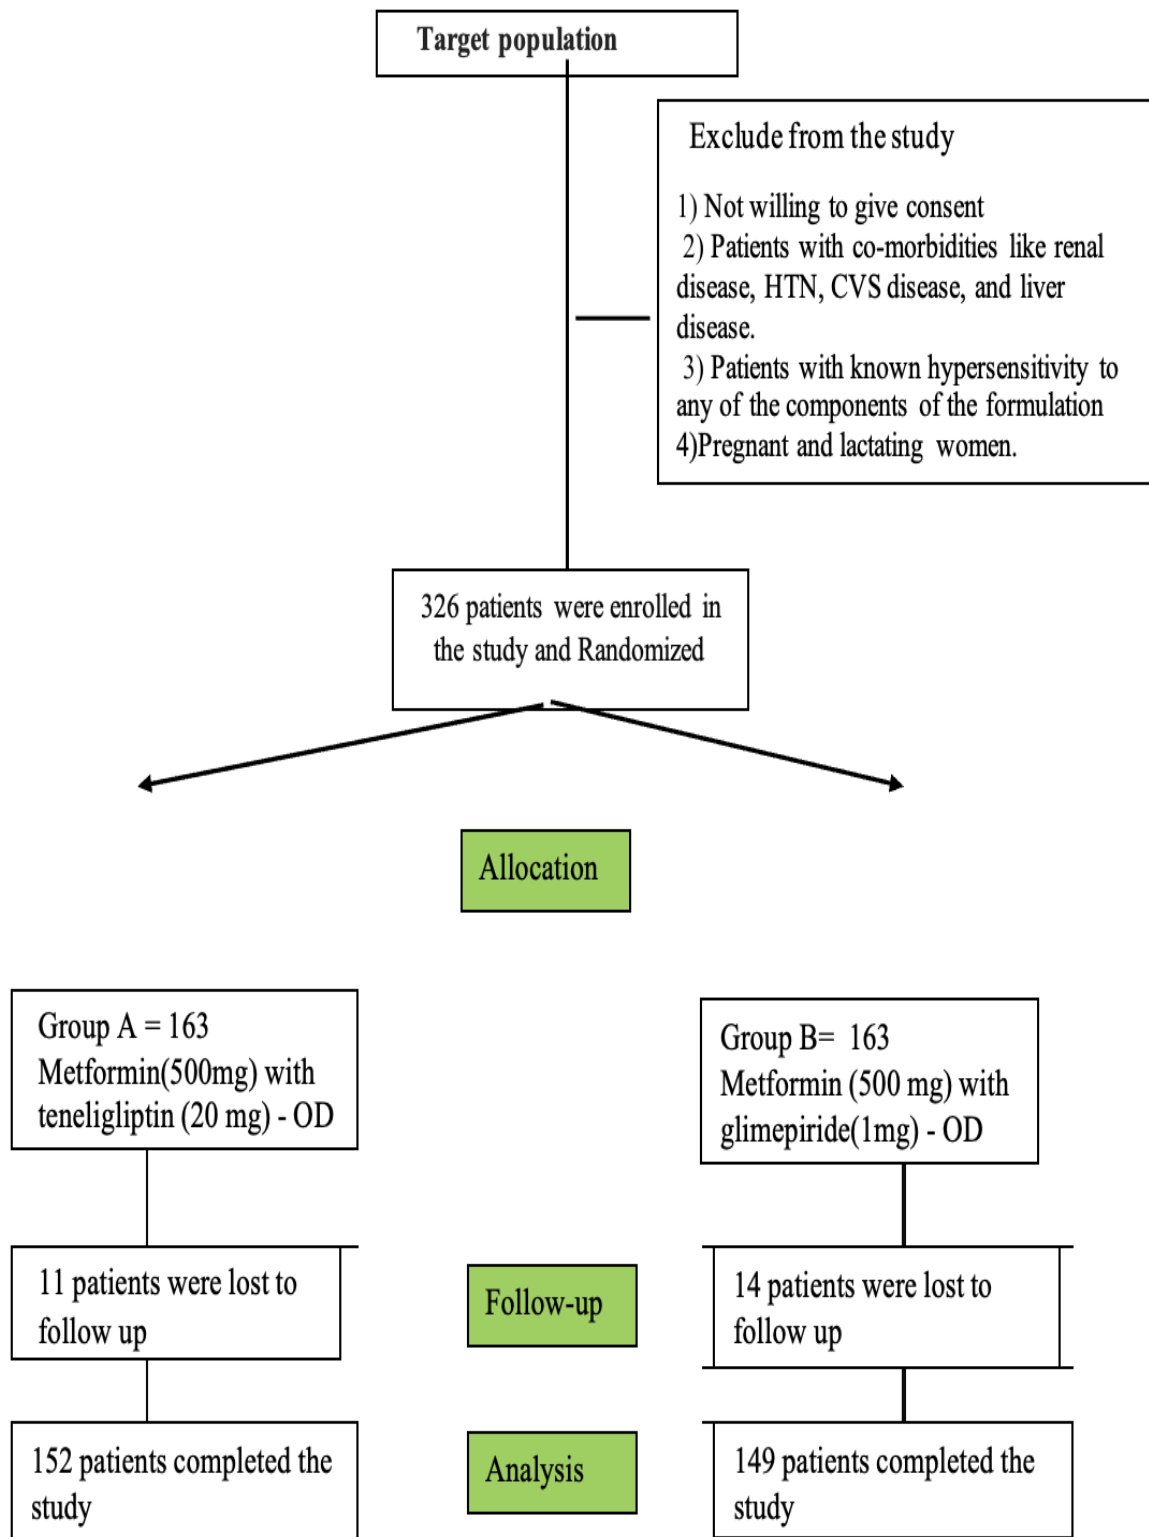 Target population
Exclude from the study
1) Not willing to give consent
2) Patients with co-morbidities like renal
disease, HTN, CVS disease, and liver
disease.
3) Patients with known hypersensitivity to
any of the components of the formulation
4)Pregnant and lactating women.
326 patients were enrolled in
the study and Randomized
Allocation
Group A = 163
Metformin(500mg) with
teneligliptin (20 mg) - OD
Group B= 163
Metformin (500 mg) with
glimepiride(1mg) - OD
11 patients were lost to
follow up
Follow-up
14 patients were lost to
follow up
152 patients completed the
study
Analysis
149 patients completed the
study